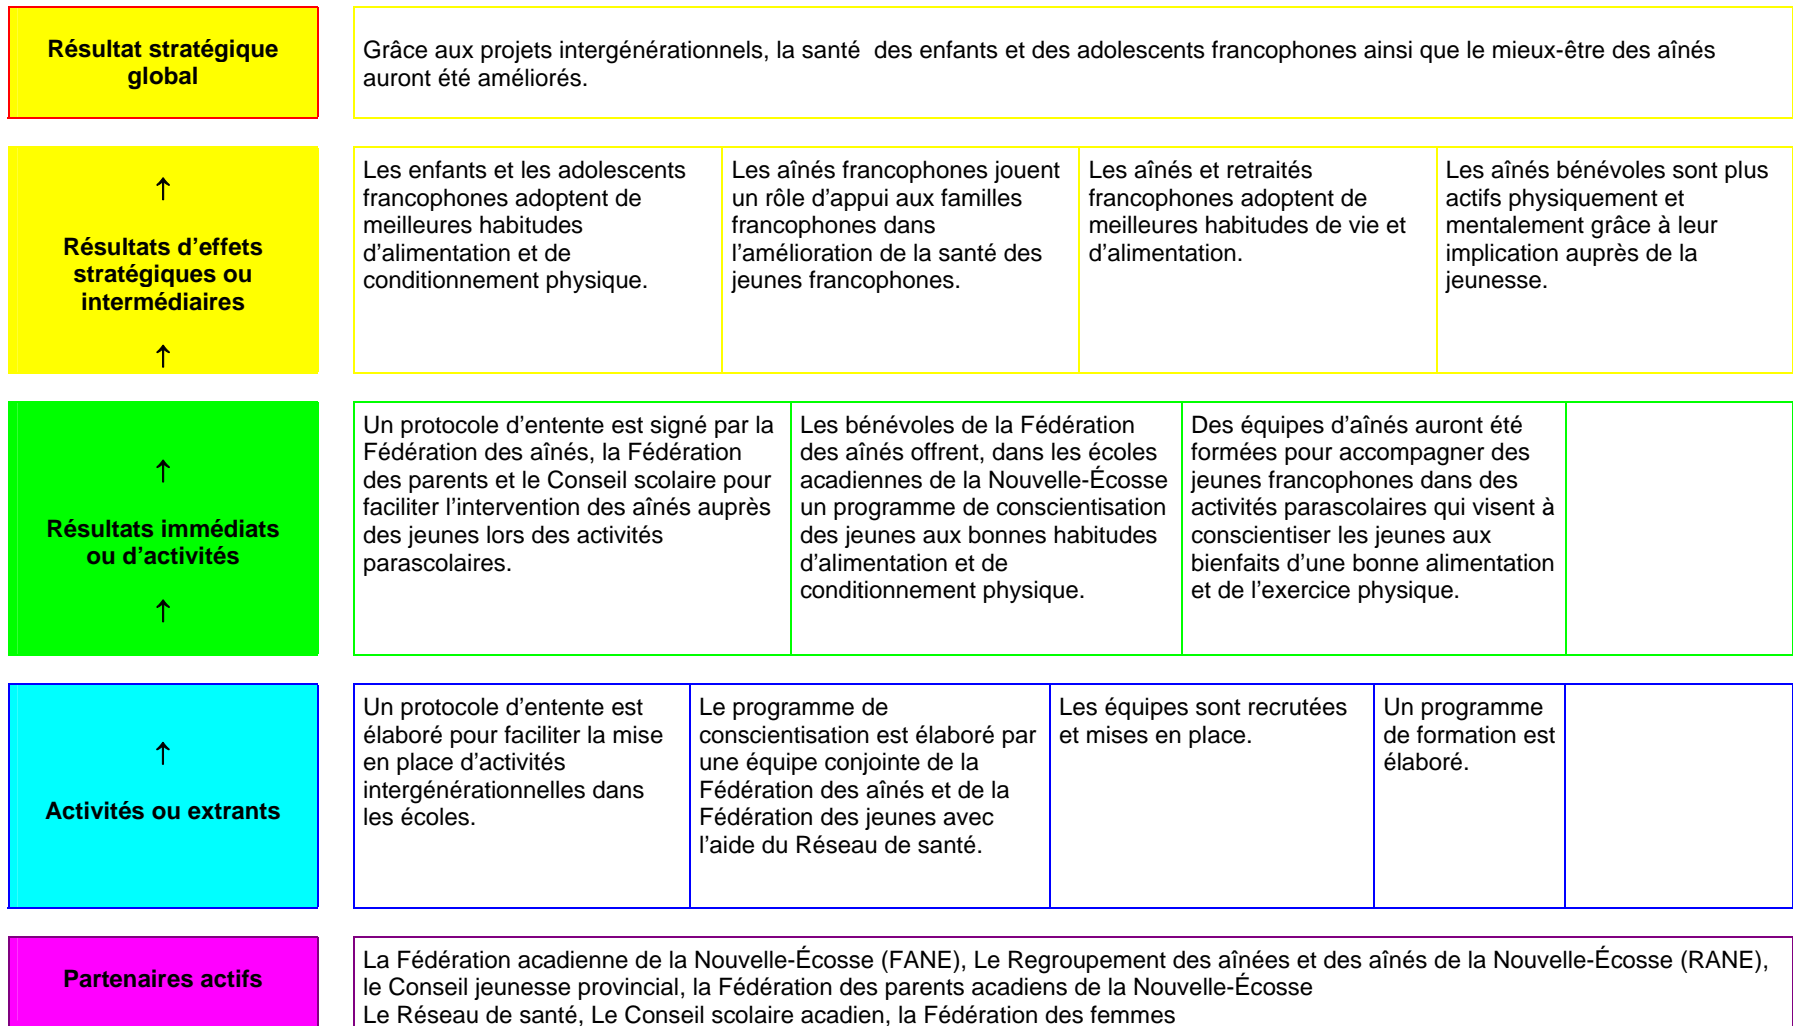 Résultat stratégique
global
Grâce aux projets intergénérationnels, la santé  des enfants et des adolescents francophones ainsi que le mieux-être des aînés
auront été améliorés.
↑
Résultats d’effets
stratégiques ou
intermédiaires
↑
Les enfants et les adolescents
francophones adoptent de
meilleures habitudes
d’alimentation et de
conditionnement physique.
Les aînés francophones jouent
un rôle d’appui aux familles
francophones dans
l’amélioration de la santé des
jeunes francophones.
Les aînés et retraités
francophones adoptent de
meilleures habitudes de vie et
d’alimentation.
Les aînés bénévoles sont plus
actifs physiquement et
mentalement grâce à leur
implication auprès de la
jeunesse.
↑
Résultats immédiats
ou d’activités
↑
Un protocole d’entente est signé par la
Fédération des aînés, la Fédération
des parents et le Conseil scolaire pour
faciliter l’intervention des aînés auprès
des jeunes lors des activités
parascolaires.
Les bénévoles de la Fédération
des aînés offrent, dans les écoles
acadiennes de la Nouvelle-Écosse
un programme de conscientisation
des jeunes aux bonnes habitudes
d’alimentation et de
conditionnement physique.
Des équipes d’aînés auront été
formées pour accompagner des
jeunes francophones dans des
activités parascolaires qui visent à
conscientiser les jeunes aux
bienfaits d’une bonne alimentation
et de l’exercice physique.
↑
Activités ou extrants
Un protocole d’entente est
élaboré pour faciliter la mise
en place d’activités
intergénérationnelles dans
les écoles.
Le programme de
conscientisation est élaboré par
une équipe conjointe de la
Fédération des aînés et de la
Fédération des jeunes avec
l’aide du Réseau de santé.
Les équipes sont recrutées
et mises en place.
Un programme
de formation est
élaboré.
Partenaires actifs
La Fédération acadienne de la Nouvelle-Écosse (FANE), Le Regroupement des aînées et des aînés de la Nouvelle-Écosse (RANE),
le Conseil jeunesse provincial, la Fédération des parents acadiens de la Nouvelle-Écosse
Le Réseau de santé, Le Conseil scolaire acadien, la Fédération des femmes